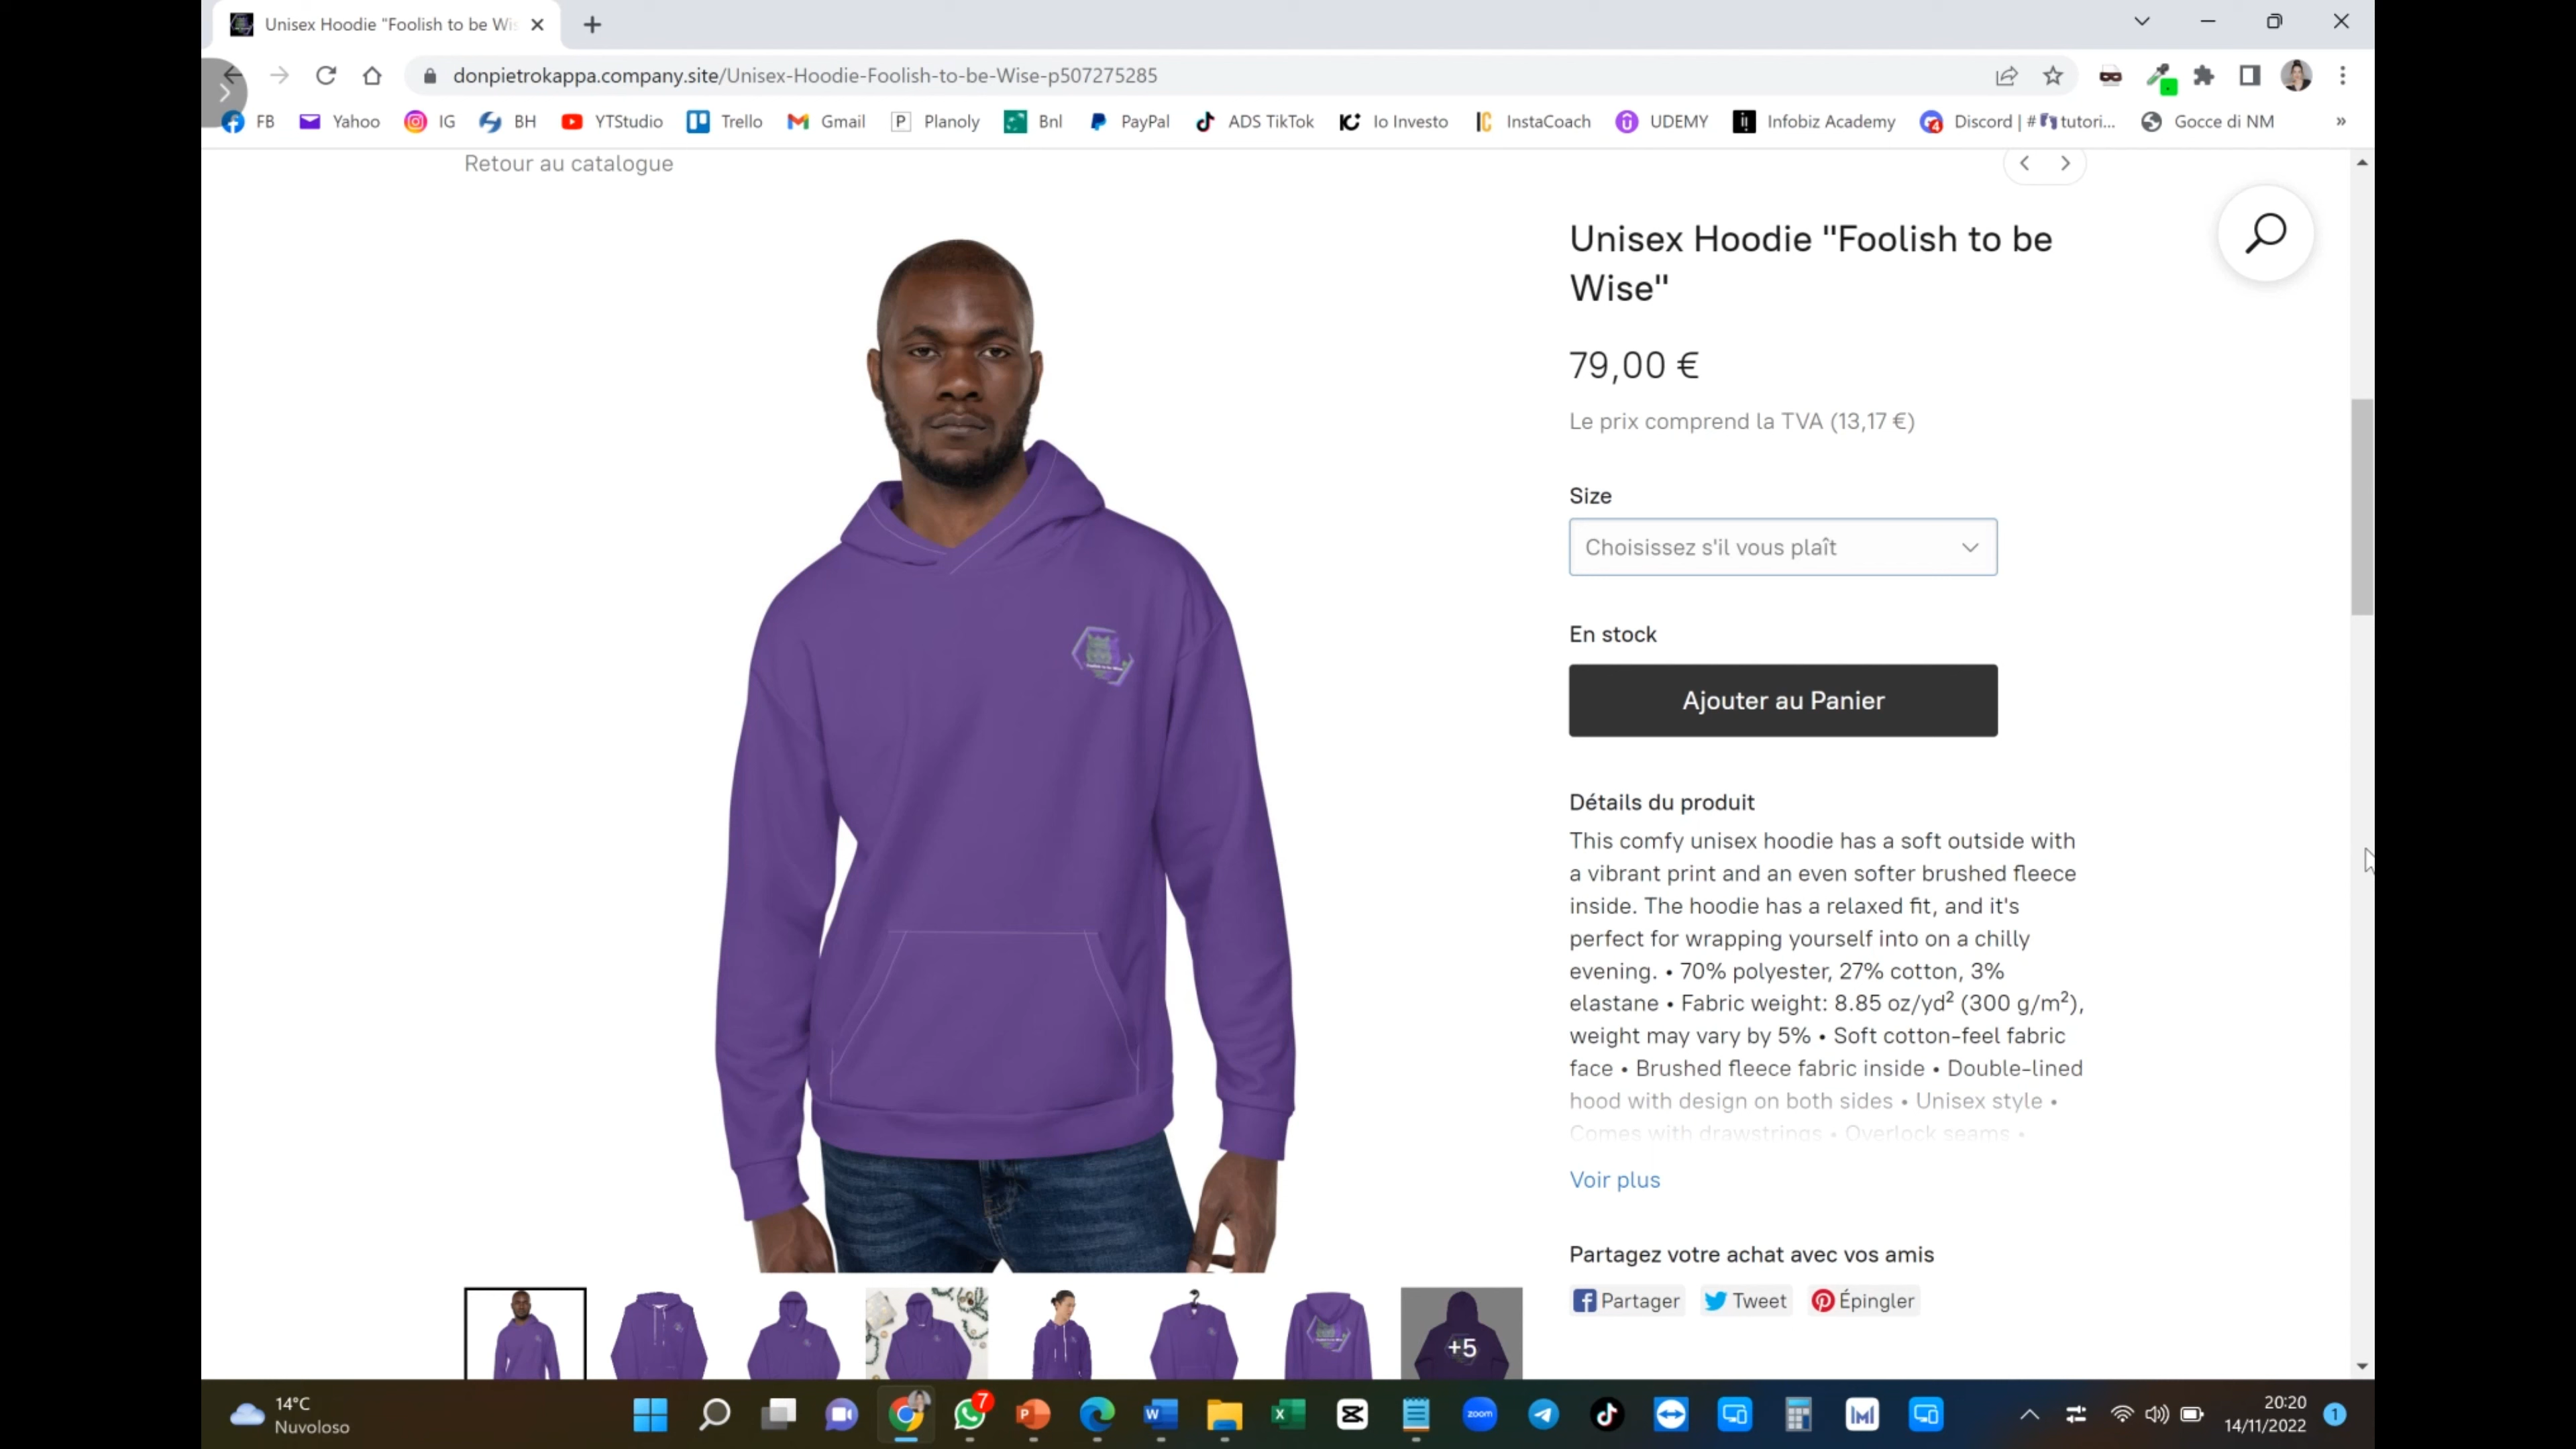 Unisex Hoodie "Foolish to be Wis
donpietrokappa.company.site/Unisex-Hoodie-Foolish-to-be-Wise-p507275285
FB Yahoo IG BH YTStudio Trello Gmail Planoly Bnl PayPal ADS TikTok Io Investo InstaCoach UDEMY Infobiz Academy Discord | # tutori... Gocce di NM »
Retour au catalogue
Unisex Hoodie "Foolish to be
Wise"
79,00 €
Le prix comprend la TVA (13,17 €)
Size
Choisissez s'il vous plaît
En stock
Ajouter au Panier
Détails du produit
This comfy unisex hoodie has a soft outside with
a vibrant print and an even softer brushed fleece
inside. The hoodie has a relaxed fit, and it's
perfect for wrapping yourself into on a chilly
evening. • 70% polyester, 27% cotton, 3%
elastane • Fabric weight: 8.85 oz/yd² (300 g/m²),
weight may vary by 5% • Soft cotton-feel fabric
face • Brushed fleece fabric inside • Double-lined
hood with design on both sides • Unisex style •
Comes with drawstrings • Overlock seams •
Voir plus
Partagez votre achat avec vos amis
Partager Tweet Épingler
+5
14°C
Nuvoloso
7
zoom
20:20
14/11/2022
1